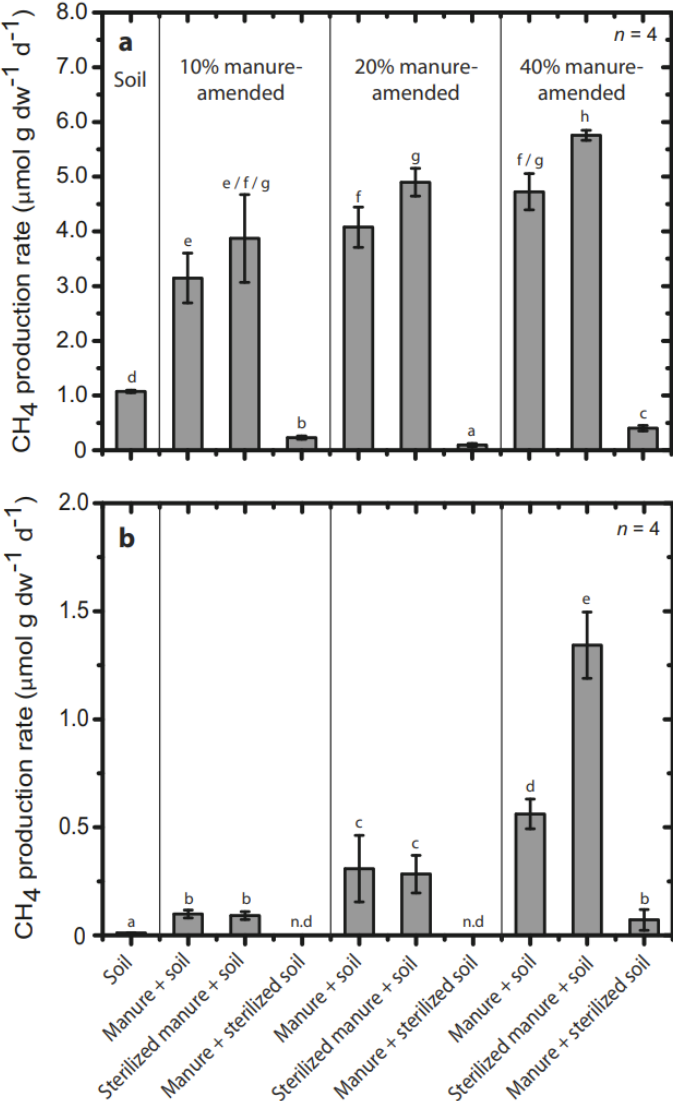 CH4 production rate (µmol g dw-1 d-1)
8.0
7.0
6.0
5.0
4.0
3.0
2.0
1.0
0
a
n = 4
Soil
10% manure-
amended
20% manure-
amended
40% manure-
amended
d
e
e / f / g
b
f
g
a
f / g
h
c
CH4 production rate (µmol g dw-1 d-1)
2.0
1.5
1.0
0.5
0
b
n = 4
a
b
b
n.d
c
c
n.d
d
e
b
Soil
Manure + soil
Sterilized manure + soil
Manure + sterilized soil
Manure + soil
Sterilized manure + soil
Manure + sterilized soil
Manure + soil
Sterilized manure + soil
Manure + sterilized soil